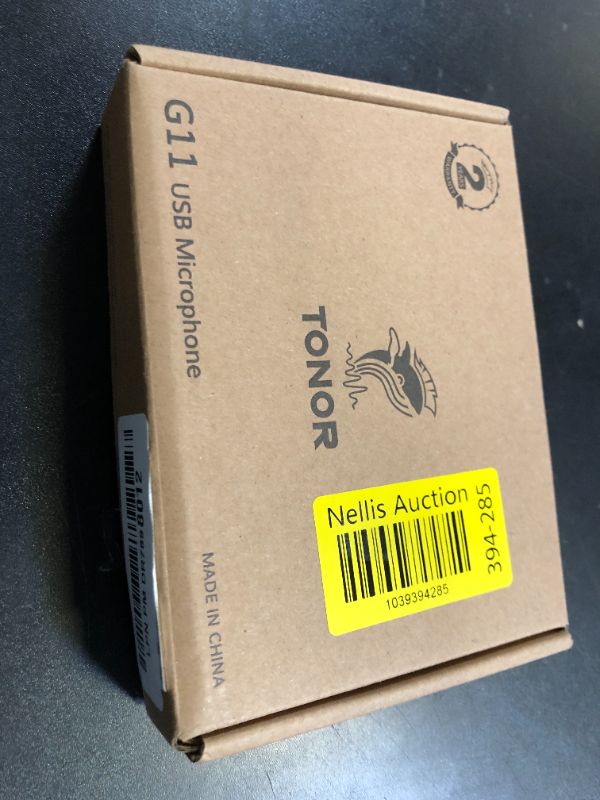 G11 USB Microphone
2
TONOR
Nellis Auction
394-285
1039394285
MADE IN CHINA